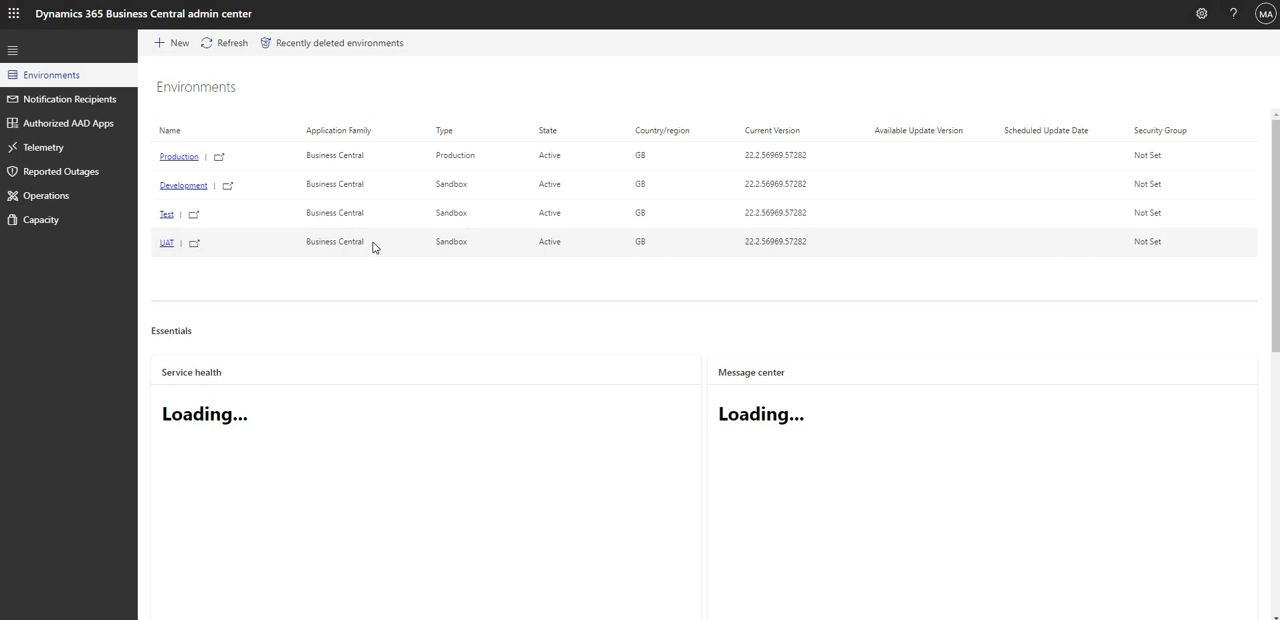 Dynamics 365 Business Central admin center
? MA
New Refresh Recently deleted environments
Environments
Notification Recipients
Authorized AAD Apps
Telemetry
Reported Outages
Operations
Capacity
Environments
Name Application Family Type State Country/region Current Version Available Update Version Scheduled Update Date Security Group
Production | Business Central Production Active GB 22.2.56969.57282 Not Set
Development | Business Central Sandbox Active GB 22.2.56969.57282 Not Set
Test | Business Central Sandbox Active GB 22.2.56969.57282 Not Set
UAT | Business Central Sandbox Active GB 22.2.56969.57282 Not Set
Essentials
Service health
Loading...
Message center
Loading...